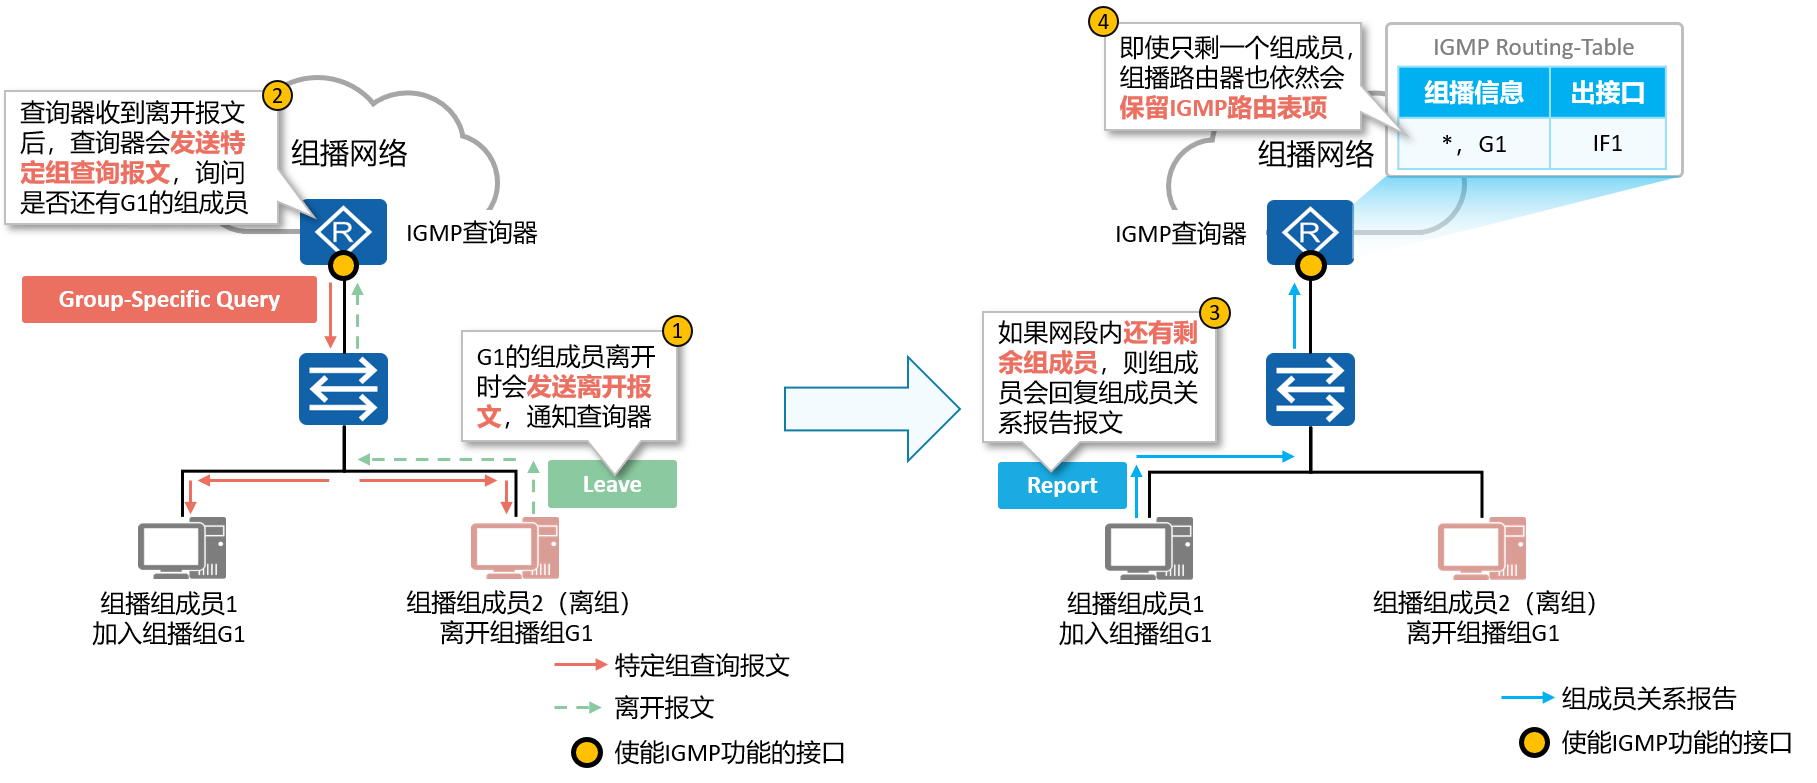 2
查询器收到离开报文
后，查询器会发送特
定组查询报文，询问
是否还有G1的组成员
组播网络
R
IGMP查询器
Group-Specific Query
1
G1的组成员离开
时会发送离开报
文，通知查询器
Leave
组播组成员1
加入组播组G1
组播组成员2（离组）
离开组播组G1
特定组查询报文
离开报文
使能IGMP功能的接口
4
即使只剩一个组成员，
组播路由器也依然会
保留IGMP路由表项
IGMP Routing-Table
组播信息 出接口
*，G1 IF1
组播网络
IGMP查询器
R
3
如果网段内还有剩
余组成员，则组成
员会回复组成员关
系报告报文
Report
组播组成员1
加入组播组G1
组播组成员2（离组）
离开组播组G1
组成员关系报告
使能IGMP功能的接口